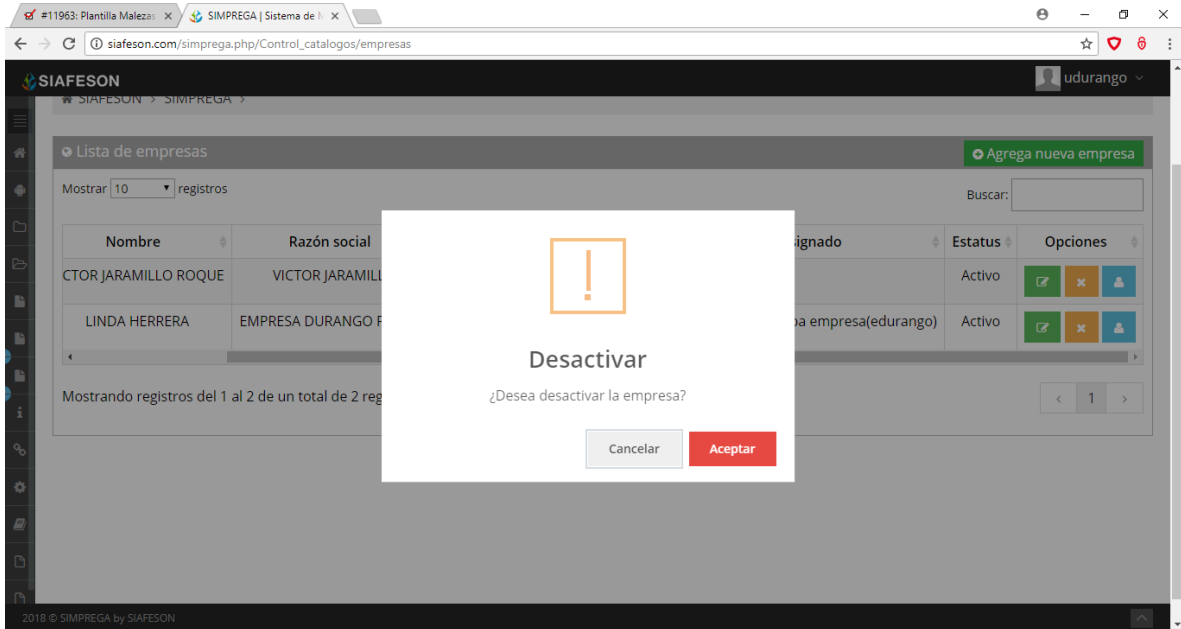 #11963: Plantilla Malezas
SIMPREGA | Sistema de
siafeson.com/simprega.php/Control_catalogos/empresas
SIAFESON
udurango
SIAFESON > SIMPREGA >
Lista de empresas
Agrega nueva empresa
Mostrar 10 registros
Buscar:
Nombre Razón social signado Estatus Opciones
CTOR JARAMILLO ROQUE VICTOR JARAMILL Activo
LINDA HERRERA EMPRESA DURANGO ba empresa(edurango) Activo
Mostrando registros del 1 al 2 de un total de 2 reg
< 1 >
!
Desactivar
¿Desea desactivar la empresa?
Cancelar Aceptar
2018 © SIMPREGA by SIAFESON